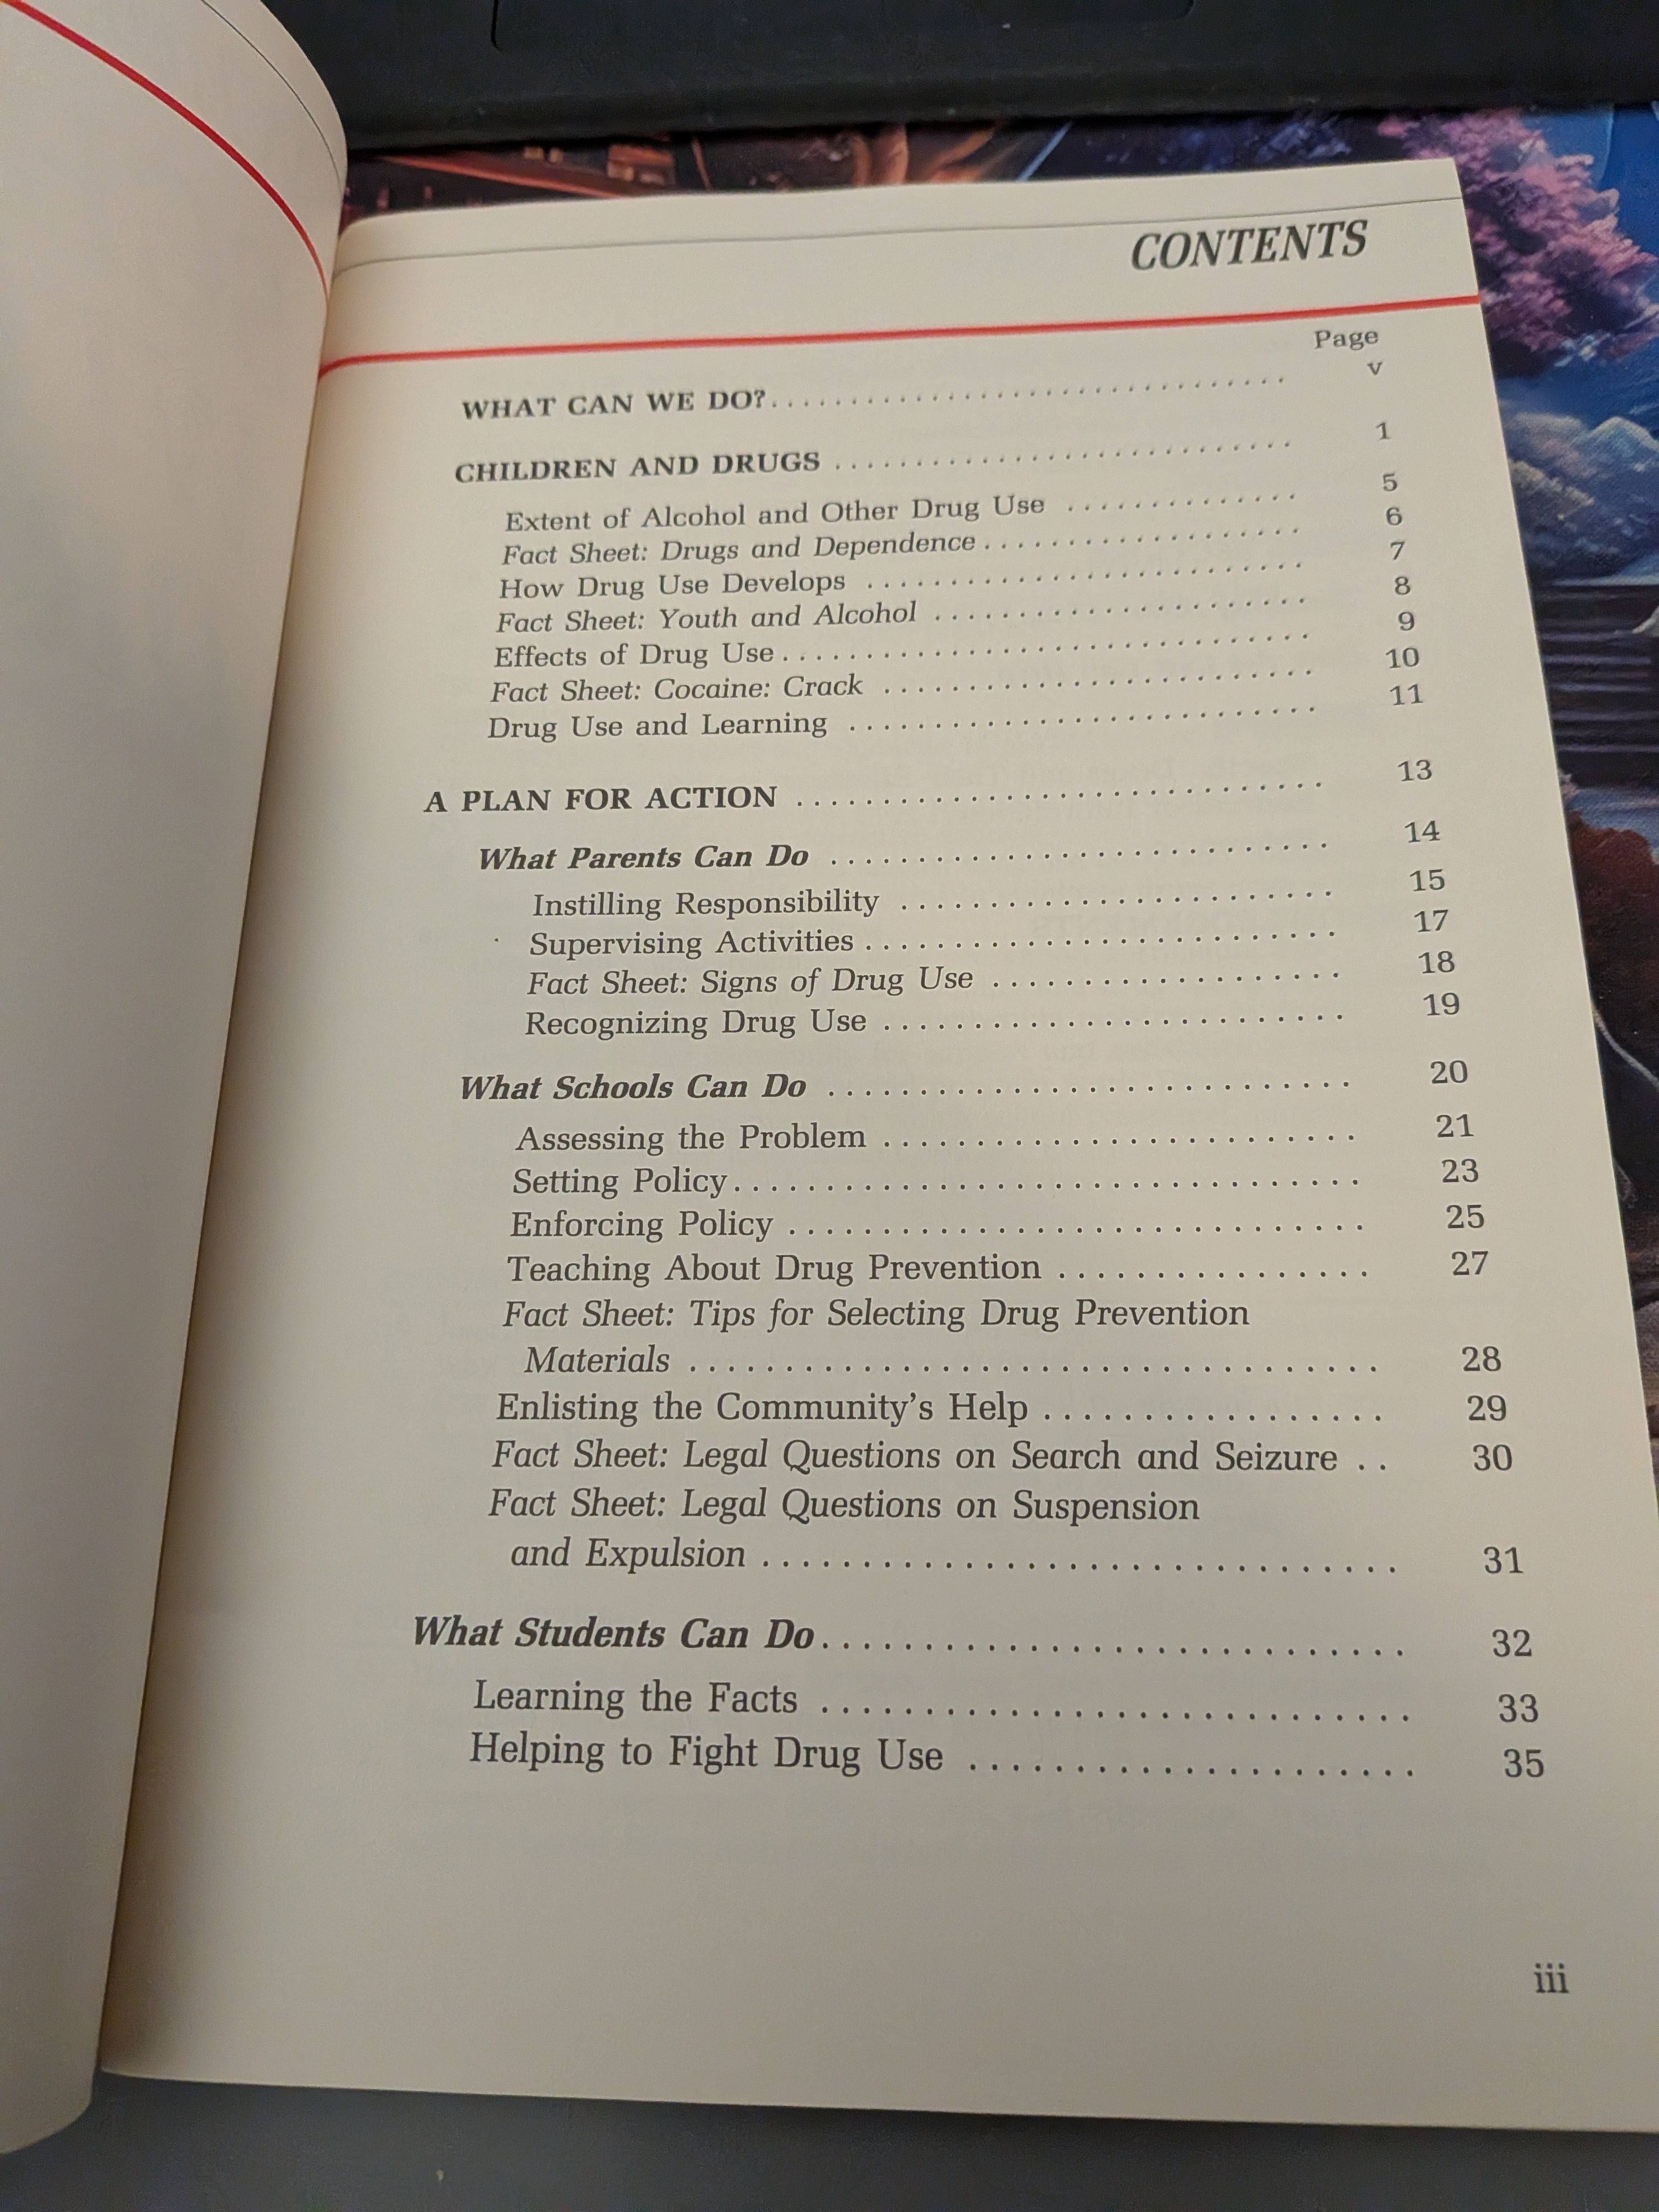 CONTENTS
Page
WHAT CAN WE DO?. . . . . . . . . . . . . . . . . . . . . . . . . . . . . . . v
CHILDREN AND DRUGS . . . . . . . . . . . . . . . . . . . . . . . . . . . . 1
Extent of Alcohol and Other Drug Use . . . . . . . . . . . . . . 5
Fact Sheet: Drugs and Dependence . . . . . . . . . . . . . . . . . . . 6
How Drug Use Develops . . . . . . . . . . . . . . . . . . . . . . . . . . 7
Fact Sheet: Youth and Alcohol . . . . . . . . . . . . . . . . . . . . . . 8
Effects of Drug Use . . . . . . . . . . . . . . . . . . . . . . . . . . . . . . . 9
Fact Sheet: Cocaine: Crack . . . . . . . . . . . . . . . . . . . . . . . . . 10
Drug Use and Learning . . . . . . . . . . . . . . . . . . . . . . . . . . . 11
A PLAN FOR ACTION . . . . . . . . . . . . . . . . . . . . . . . . . . . . . . 13
What Parents Can Do . . . . . . . . . . . . . . . . . . . . . . . . . . . . 14
Instilling Responsibility . . . . . . . . . . . . . . . . . . . . . . . . 15
Supervising Activities . . . . . . . . . . . . . . . . . . . . . . . . . . 17
Fact Sheet: Signs of Drug Use . . . . . . . . . . . . . . . . . . . 18
Recognizing Drug Use . . . . . . . . . . . . . . . . . . . . . . . . . 19
What Schools Can Do . . . . . . . . . . . . . . . . . . . . . . . . . . . . 20
Assessing the Problem . . . . . . . . . . . . . . . . . . . . . . . . . 21
Setting Policy . . . . . . . . . . . . . . . . . . . . . . . . . . . . . . . . . 23
Enforcing Policy . . . . . . . . . . . . . . . . . . . . . . . . . . . . . . 25
Teaching About Drug Prevention . . . . . . . . . . . . . . . . 27
Fact Sheet: Tips for Selecting Drug Prevention
Materials . . . . . . . . . . . . . . . . . . . . . . . . . . . . . . . . . . 28
Enlisting the Community’s Help . . . . . . . . . . . . . . . . . 29
Fact Sheet: Legal Questions on Search and Seizure . . 30
Fact Sheet: Legal Questions on Suspension
and Expulsion . . . . . . . . . . . . . . . . . . . . . . . . . . . . . . 31
What Students Can Do . . . . . . . . . . . . . . . . . . . . . . . . . . . 32
Learning the Facts . . . . . . . . . . . . . . . . . . . . . . . . . . . . 33
Helping to Fight Drug Use . . . . . . . . . . . . . . . . . . . . . 35
iii